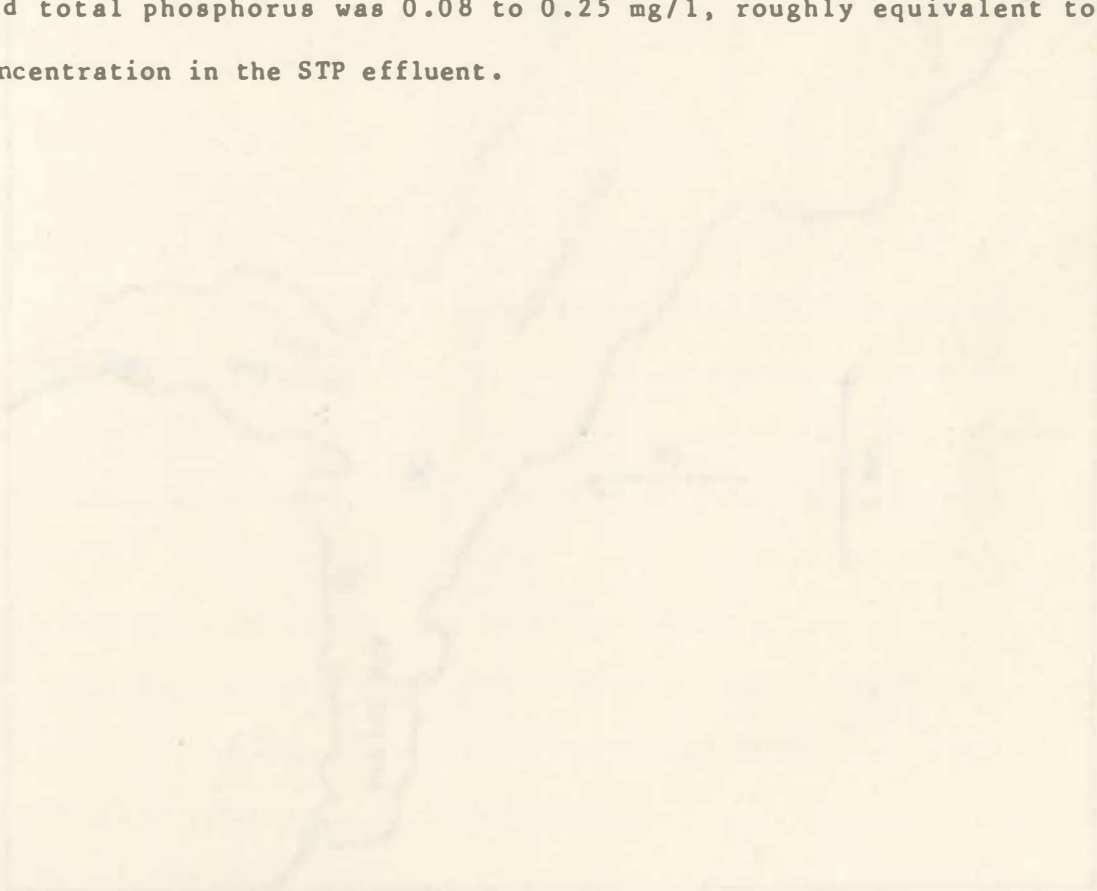 d total phosphorus was 0.08 to 0.25 mg/l, roughly equivalent to
ncentration in the STP effluent.